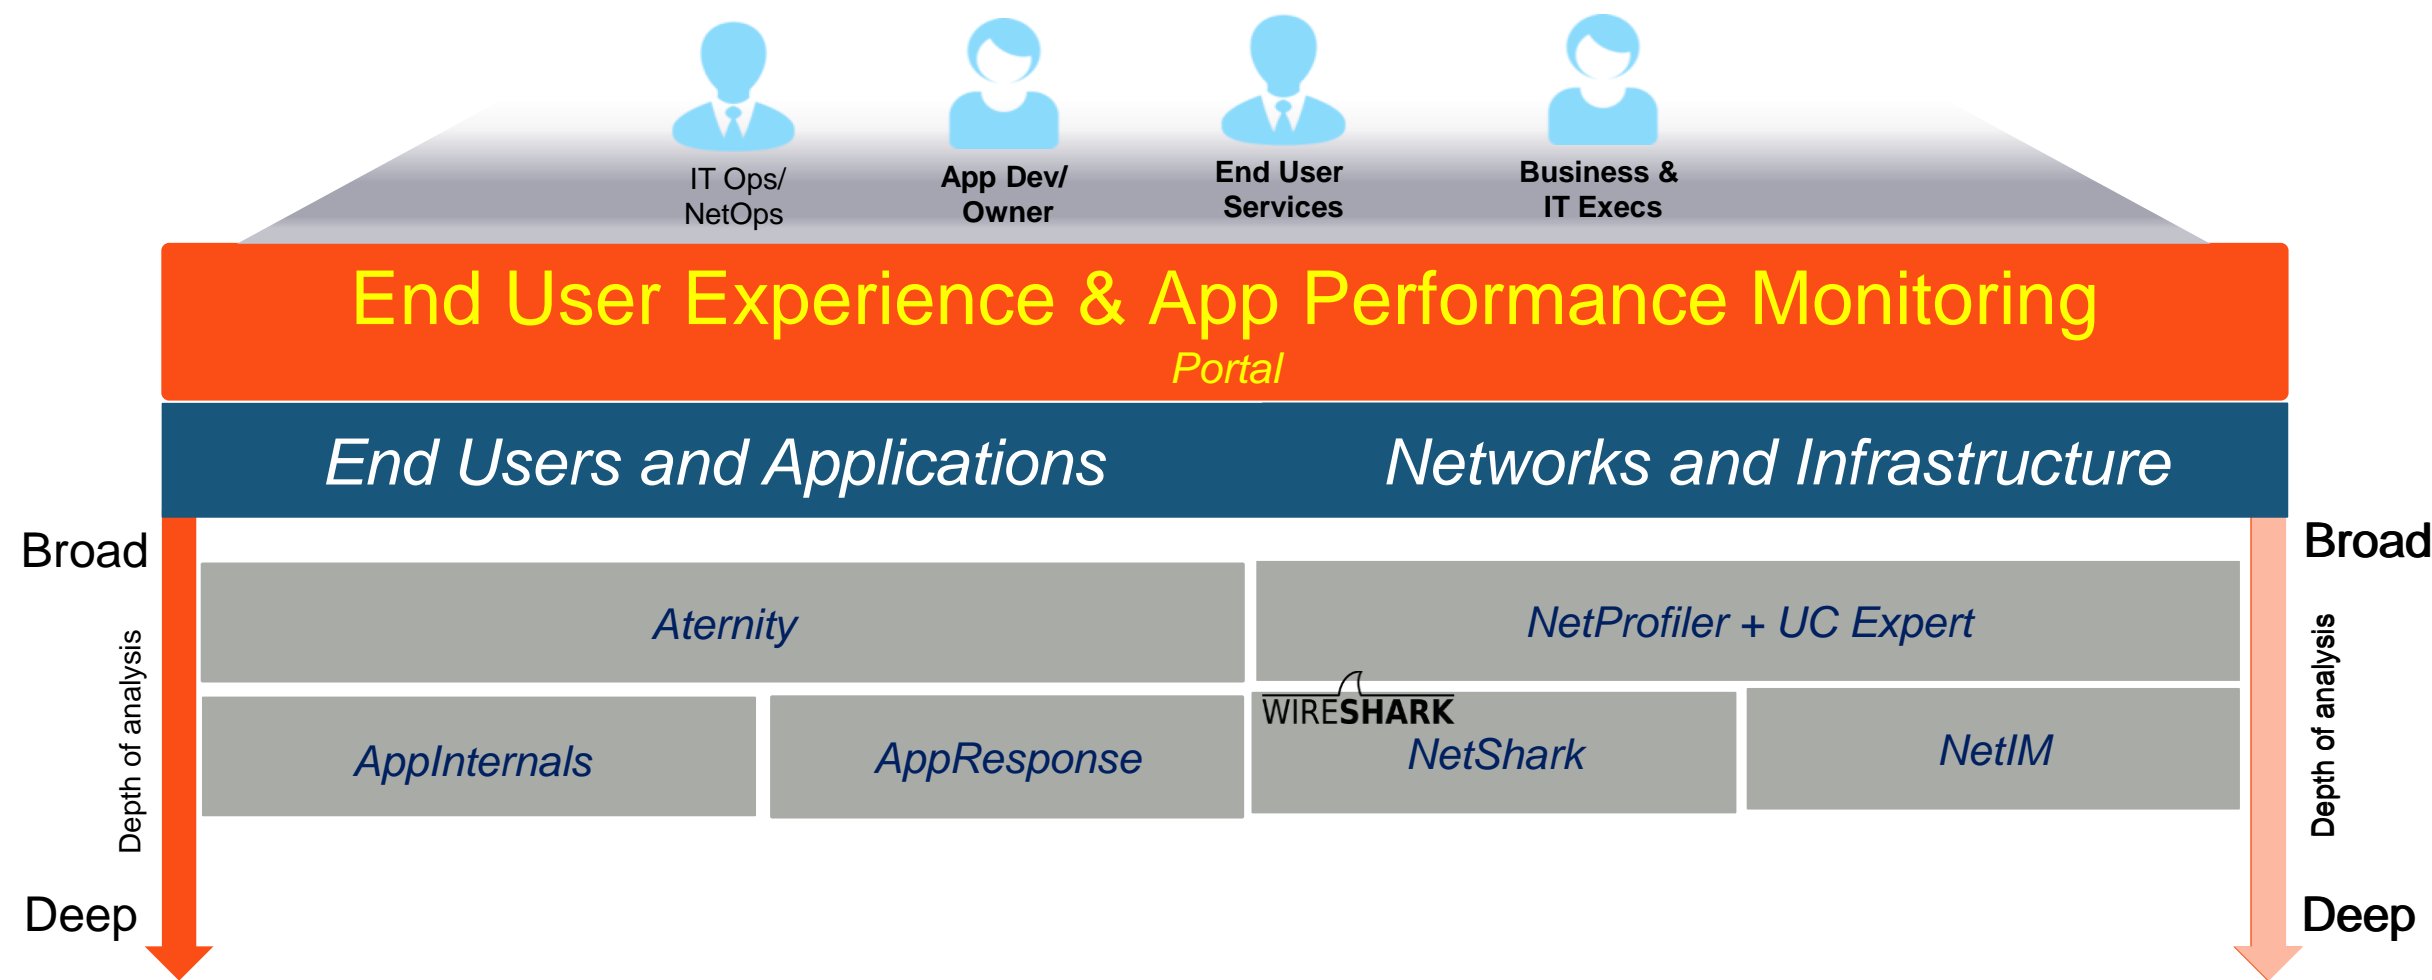 IT Ops/
NetOps
App Dev/
Owner
End User
Services
Business &
IT Execs
End User Experience & App Performance Monitoring
Portal
End Users and Applications
Networks and Infrastructure
Broad
Depth of analysis
Deep
Aternity
AppInternals
AppResponse
NetProfiler + UC Expert
WIRESHARK
NetShark
NetIM
Broad
Depth of analysis
Deep